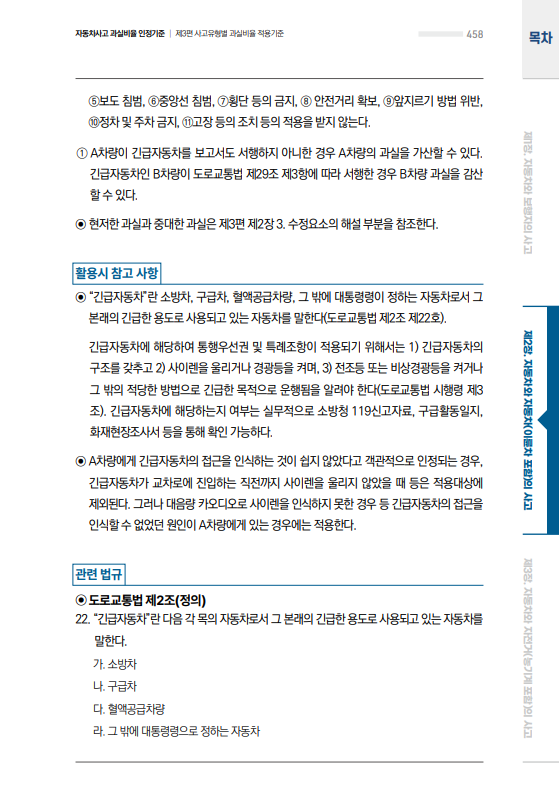 자동차사고 과실비율 인정기준 | 제3편 사고유형별 과실비율 적용기준
458
목차
⑤보도 침범, ⑥중앙선 침범, ⑦횡단 등의 금지, ⑧ 안전거리 확보, ⑨앞지르기 방법 위반,
⑩정차 및 주차 금지, ⑪고장 등의 조치 등의 적용을 받지 않는다.
① A차량이 긴급자동차를 보고서도 서행하지 아니한 경우 A차량의 과실을 가산할 수 있다.
긴급자동차인 B차량이 도로교통법 제29조 제3항에 따라 서행한 경우 B차량 과실을 감산
할 수 있다.
◉ 현저한 과실과 중대한 과실은 제3편 제2장 3. 수정요소의 해설 부분을 참조한다.
활용시 참고 사항
◉ “긴급자동차”란 소방차, 구급차, 혈액공급차량, 그 밖에 대통령령이 정하는 자동차로서 그
본래의 긴급한 용도로 사용되고 있는 자동차를 말한다(도로교통법 제2조 제22호).
긴급자동차에 해당하여 통행우선권 및 특례조항이 적용되기 위해서는 1) 긴급자동차의
구조를 갖추고 2) 사이렌을 울리거나 경광등을 켜며, 3) 전조등 또는 비상경광등을 켜거나
그 밖의 적당한 방법으로 긴급한 목적으로 운행됨을 알려야 한다(도로교통법 시행령 제3
조). 긴급자동차에 해당하는지 여부는 실무적으로 소방청 119신고자료, 구급활동일지,
화재현장조사서 등을 통해 확인 가능하다.
◉ A차량에게 긴급자동차의 접근을 인식하는 것이 쉽지 않았다고 객관적으로 인정되는 경우,
긴급자동차가 교차로에 진입하는 직전까지 사이렌을 울리지 않았을 때 등은 적용대상에
제외된다. 그러나 대음량 카오디오로 사이렌을 인식하지 못한 경우 등 긴급자동차의 접근을
인식할 수 없었던 원인이 A차량에게 있는 경우에는 적용한다.
관련 법규
◉ 도로교통법 제2조(정의)
22. “긴급자동차”란 다음 각 목의 자동차로서 그 본래의 긴급한 용도로 사용되고 있는 자동차를
말한다.
가. 소방차
나. 구급차
다. 혈액공급차량
라. 그 밖에 대통령령으로 정하는 자동차
제1장. 자동차와 보행자의 사고
제2장. 자동차와 자동차(이륜차 포함)의 사고
제3장. 자동차와 자전거(농기계 포함)의 사고